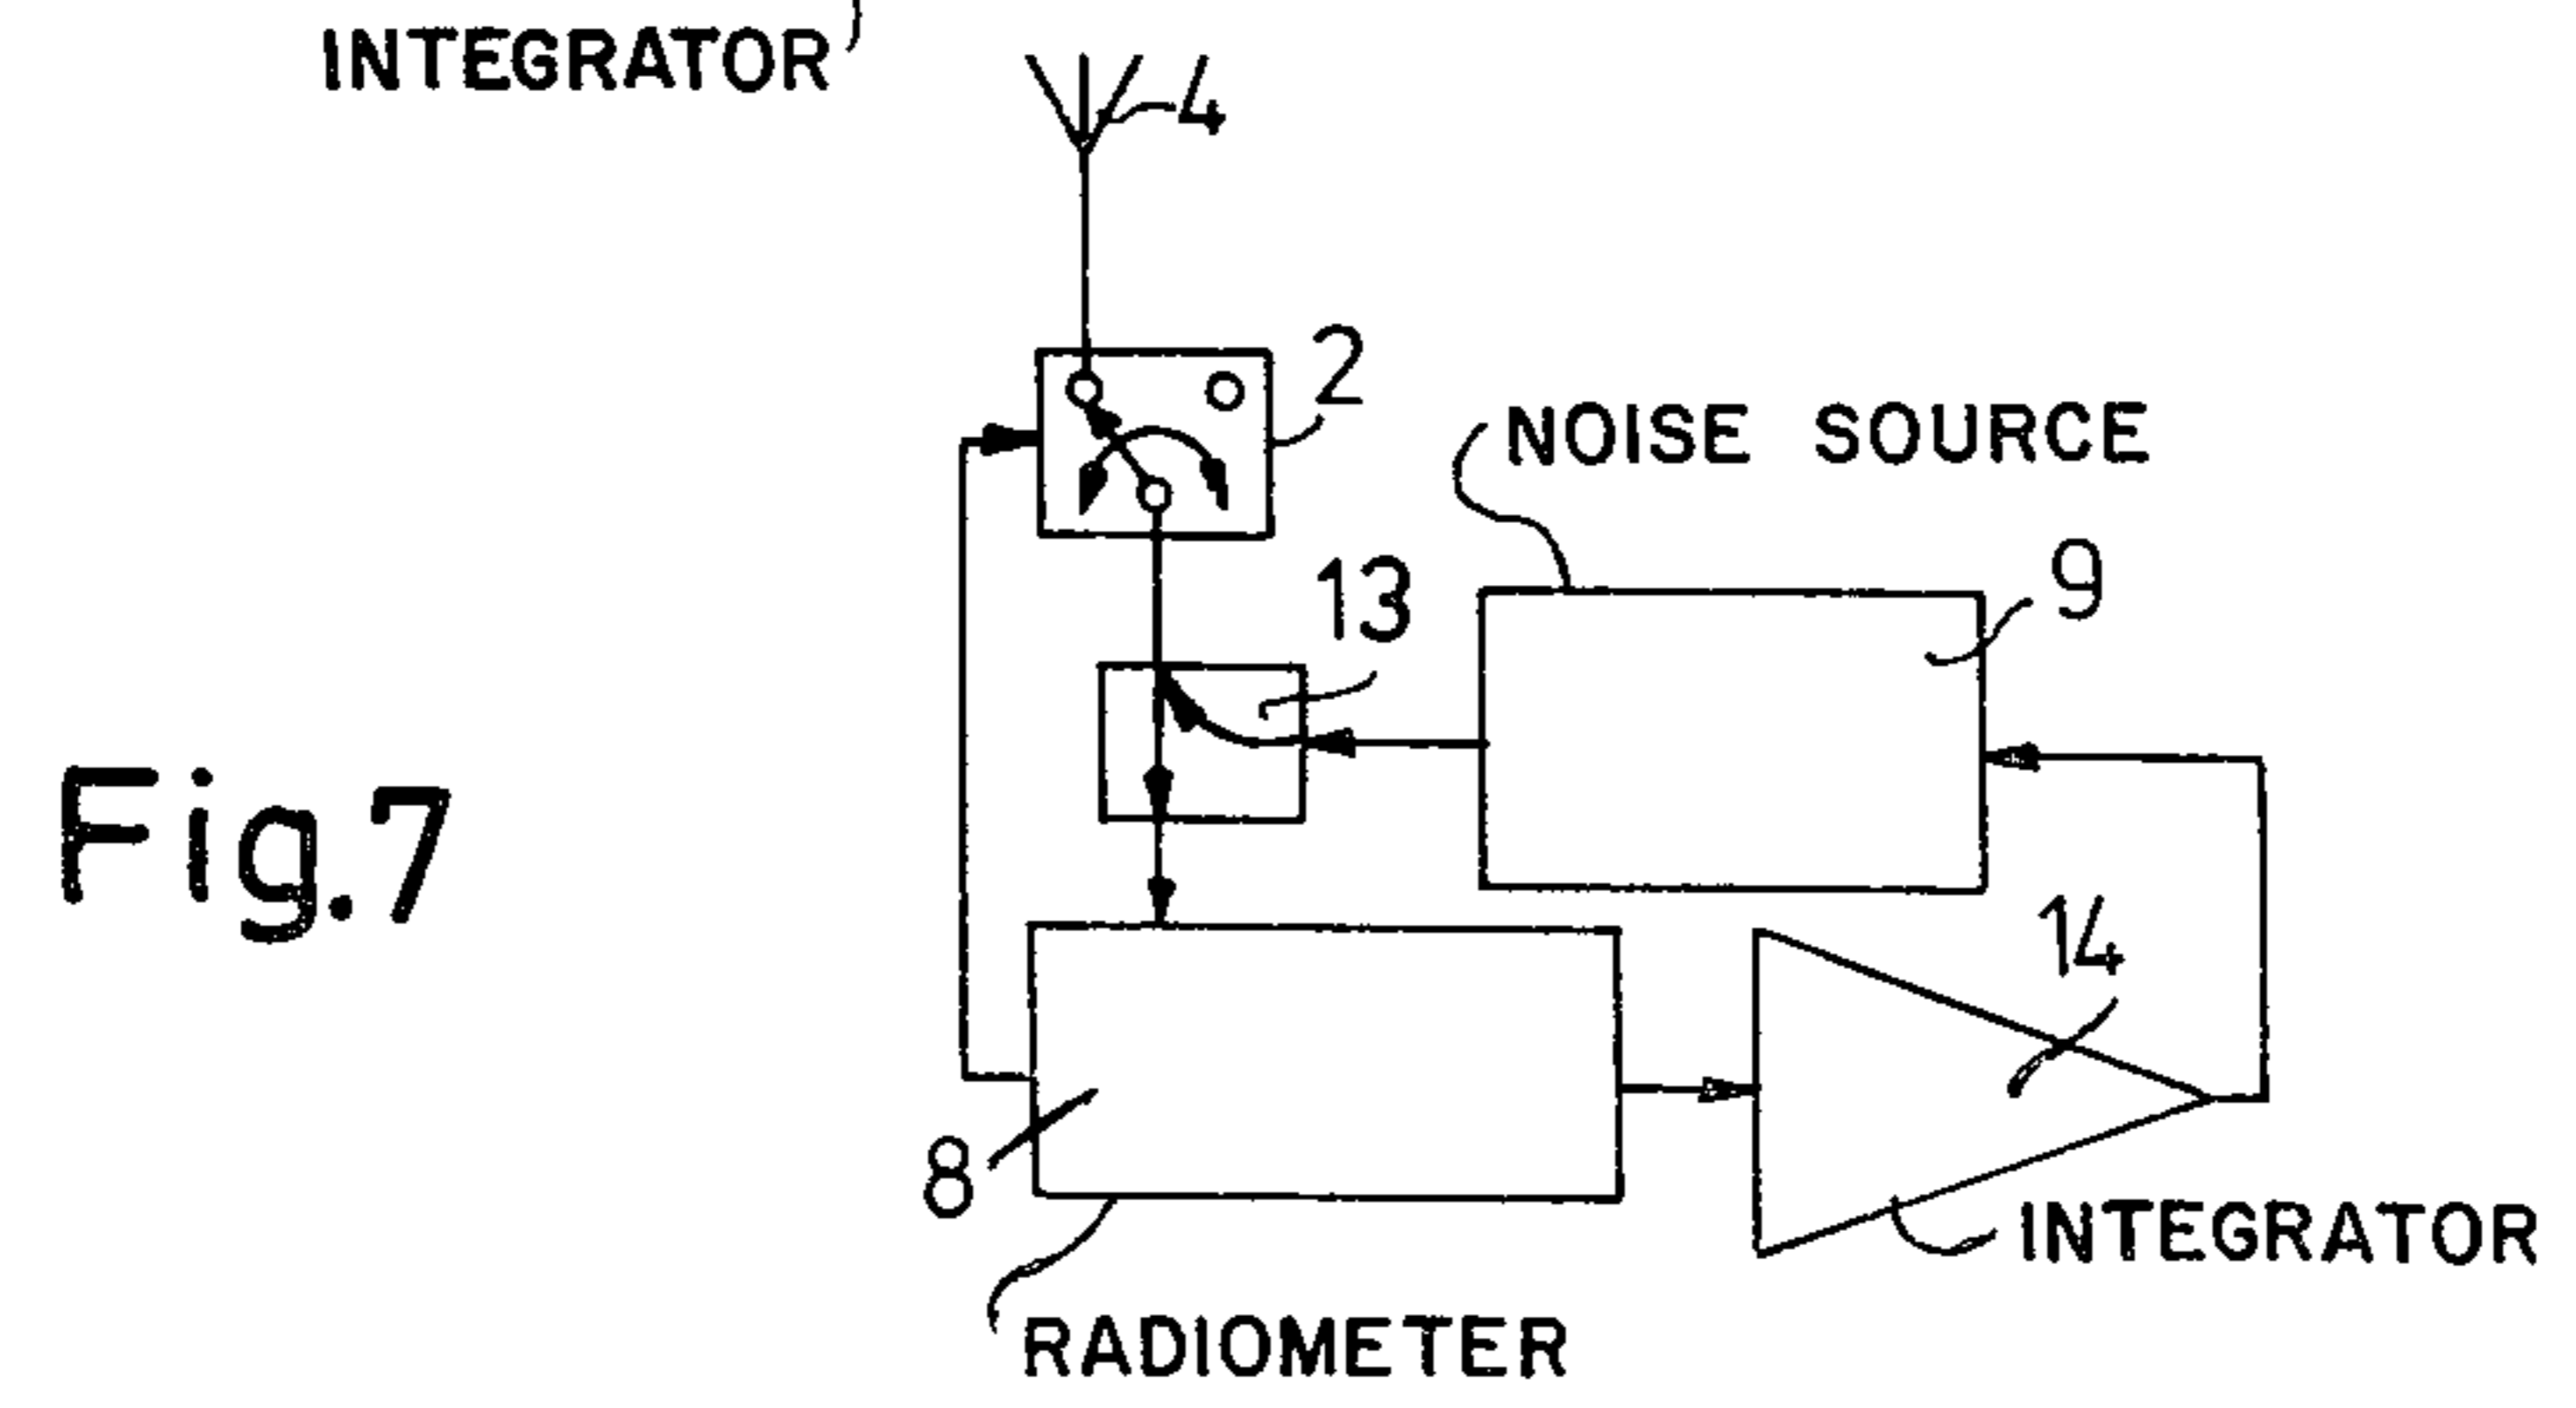 INTEGRATOR
4
2
NOISE SOURCE
13
9
Fig.7
14
8
INTEGRATOR
RADIOMETER